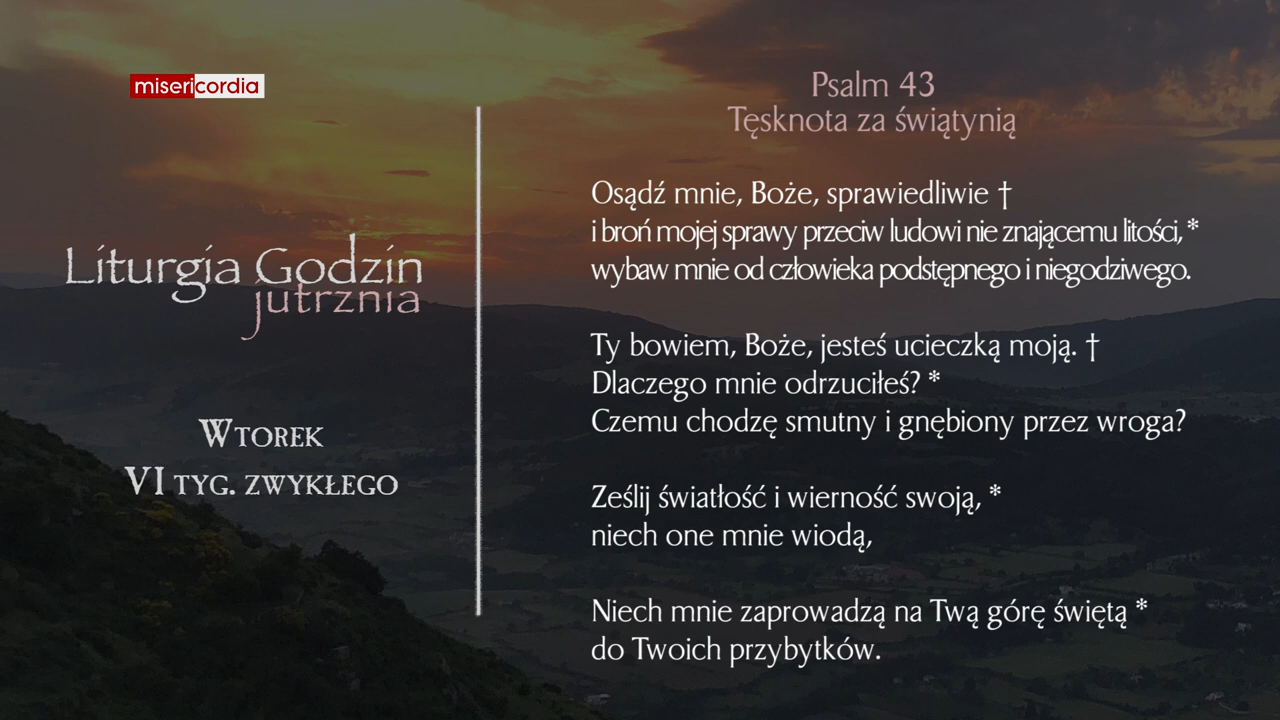 misericordia
Liturgia Godzin
jutrznia
Wtorek
VI tyg. zwykłego
Psalm 43
Tęsknota za świątynią
Osądź mnie, Boże, sprawiedliwie †
i broń mojej sprawy przeciw ludowi nie znającemu litości, *
wybaw mnie od człowieka podstępnego i niegodziwego.
Ty bowiem, Boże, jesteś ucieczką moją. †
Dlaczego mnie odrzuciłeś? *
Czemu chodzę smutny i gnębiony przez wroga?
Ześlij światłość i wierność swoją, *
niech one mnie wiodą,
Niech mnie zaprowadzą na Twą górę świętą *
do Twoich przybytków.